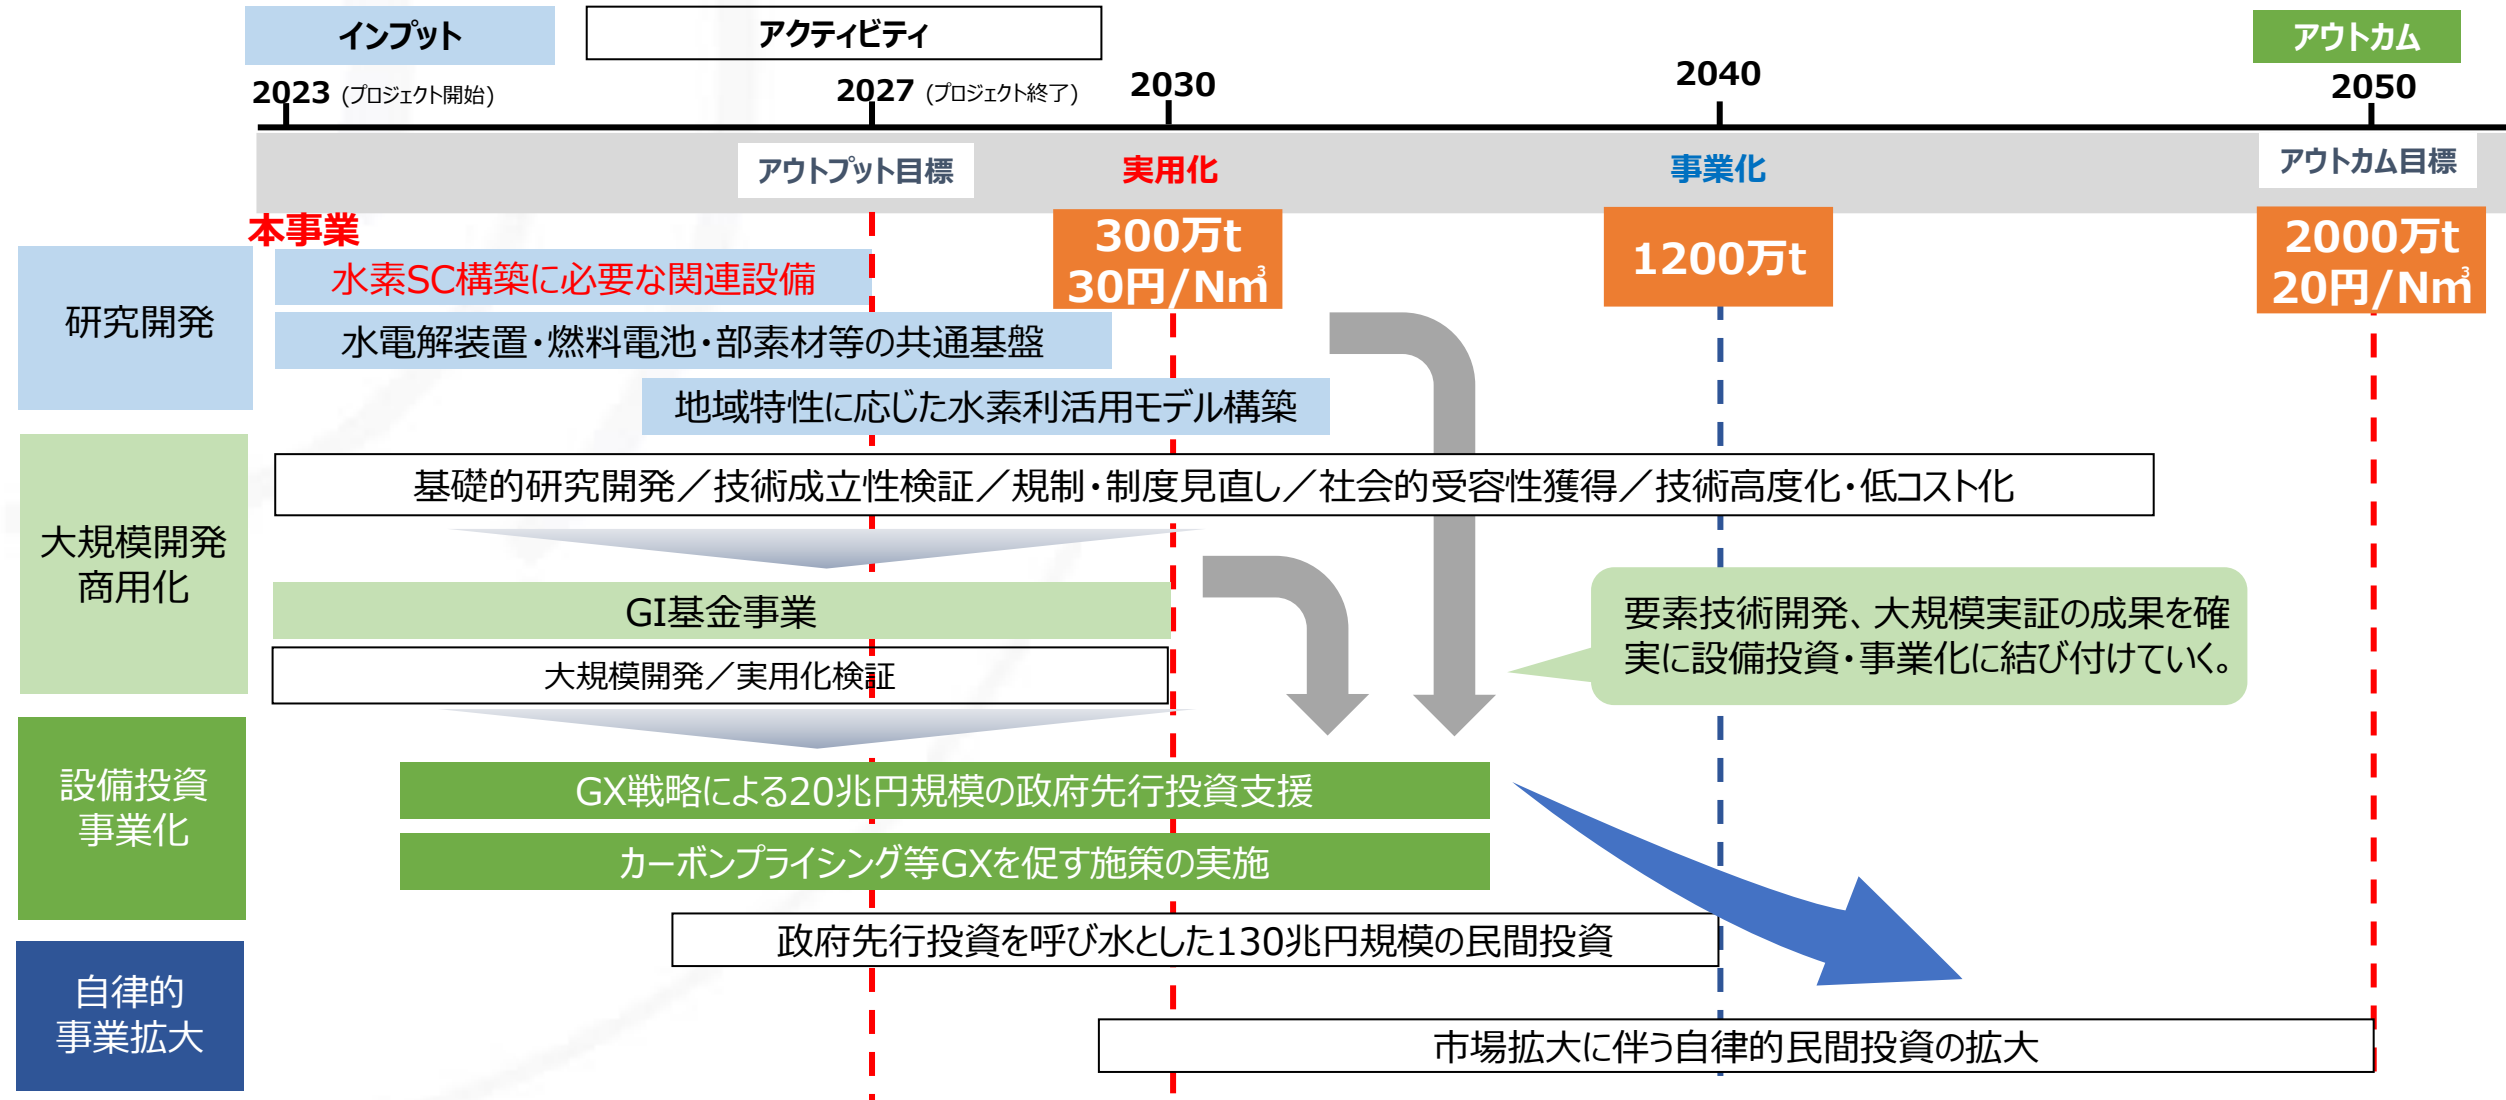 インプット
アクティビティ
アウトカム
2023 (プロジェクト開始)
2027 (プロジェクト終了)
2030
2040
2050
アウトプット目標
実用化
事業化
アウトカム目標
本事業
300万t
30円/Nm³
1200万t
2000万t
20円/Nm³
研究開発
水素SC構築に必要な関連設備
水電解装置・燃料電池・部素材等の共通基盤
地域特性に応じた水素利活用モデル構築
大規模開発
商用化
基礎的研究開発／技術成立性検証／規制・制度見直し／社会的受容性獲得／技術高度化・低コスト化
GI基金事業
大規模開発／実用化検証
要素技術開発、大規模実証の成果を確
実に設備投資・事業化に結び付けていく。
設備投資
事業化
GX戦略による20兆円規模の政府先行投資支援
カーボンプライシング等GXを促す施策の実施
政府先行投資を呼び水とした130兆円規模の民間投資
自律的
事業拡大
市場拡大に伴う自律的民間投資の拡大